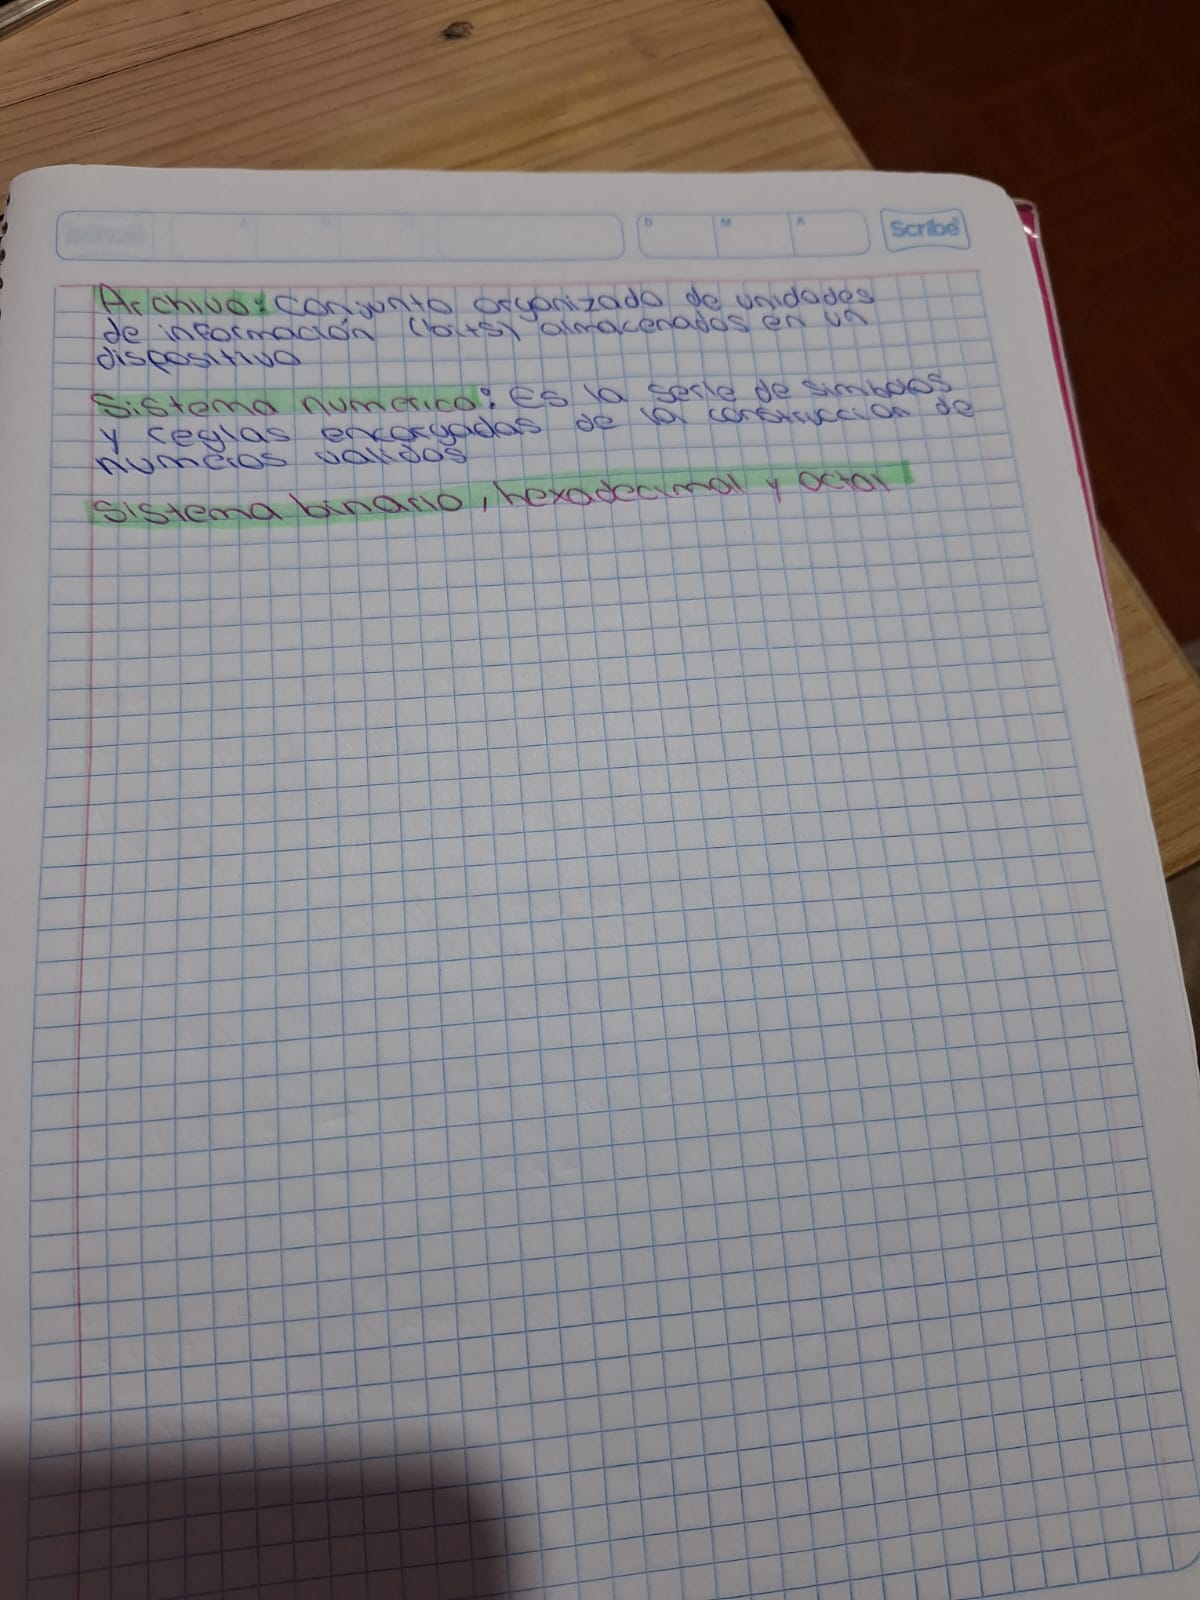 D M A Scribe
Archivo: Conjunto organizado de unidades
de información (bits) almacenados en un
dispositivo
Sistema numerico: Es la serie de simbolos
y reglas encargadas de la construccion de
numeros validos
Sistema binario, hexadecimal y octal